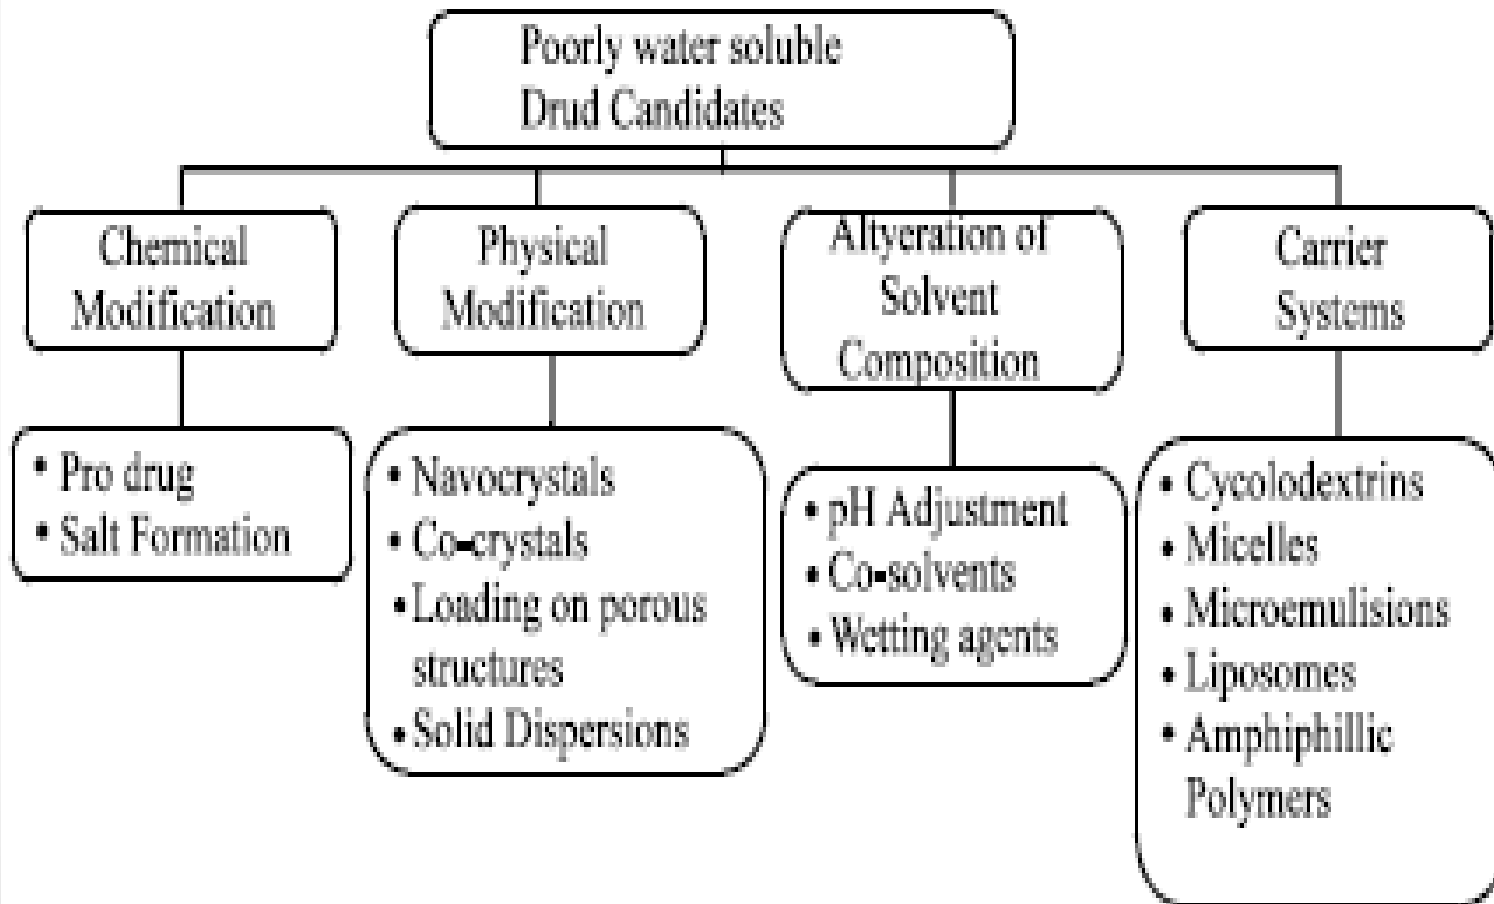 Poorly water soluble
Drud Candidates
Chemical
Modification
Physical
Modification
Altyeration of
Solvent
Composition
Carrier
Systems
• Pro drug
• Salt Formation
• Navocrystals
• Co-crystals
• Loading on porous
structures
• Solid Dispersions
• pH Adjustment
• Co-solvents
• Wetting agents
• Cycolodextrins
• Micelles
• Microemulisions
• Liposomes
• Amphiphillic
Polymers